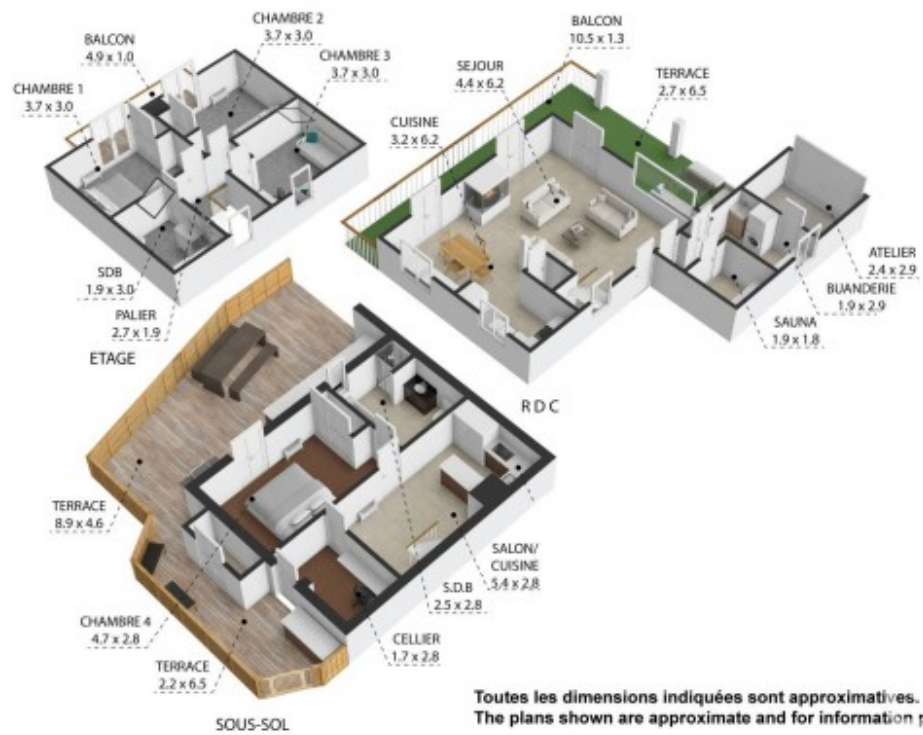 CHAMBRE 2
3.7 x 3.0
BALCON
4.9 x 1.0
CHAMBRE 3
3.7 x 3.0
CHAMBRE 1
3.7 x 3.0
SDB
1.9 x 3.0
PALIER
2.7 x 1.9
ETAGE
BALCON
10.5 x 1.3
SEJOUR
4.4 x 6.2
TERRACE
2.7 x 6.5
CUISINE
3.2 x 6.2
ATELIER
2.4 x 2.9
BUANDERIE
1.9 x 2.9
SAUNA
1.9 x 1.8
R D C
TERRACE
8.9 x 4.6
SALON/
CUISINE
5.4 x 2.8
S.D.B
2.5 x 2.8
CHAMBRE 4
4.7 x 2.8
CELLIER
1.7 x 2.8
TERRACE
2.2 x 6.5
SOUS-SOL
Toutes les dimensions indiquées sont approximatives.
The plans shown are approximate and for information p